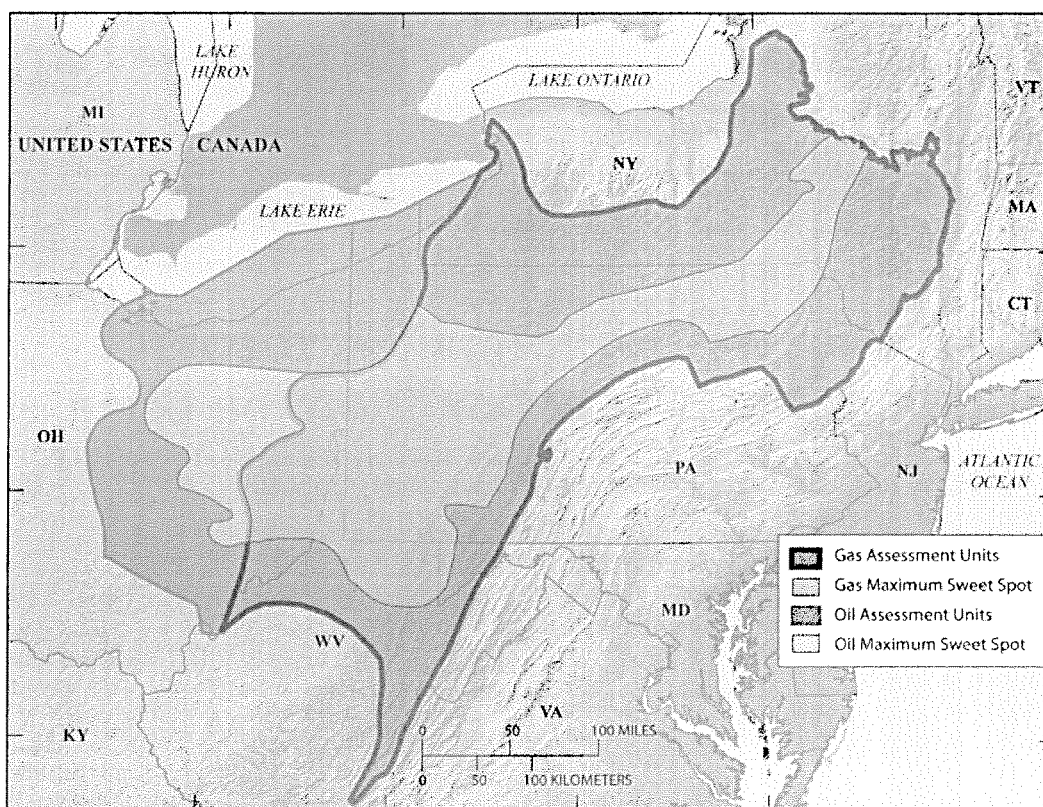 LAKE
HURON
LAKE ONTARIO
MI
VT
UNITED STATES
CANADA
NY
LAKE ERIE
MA
CT
OH
PA
NJ
ATLANTIC
OCEAN
Gas Assessment Units
Gas Maximum Sweet Spot
Oil Assessment Units
Oil Maximum Sweet Spot
MD
WV
VA
KY
0 50 100 MILES
0 50 100 KILOMETERS